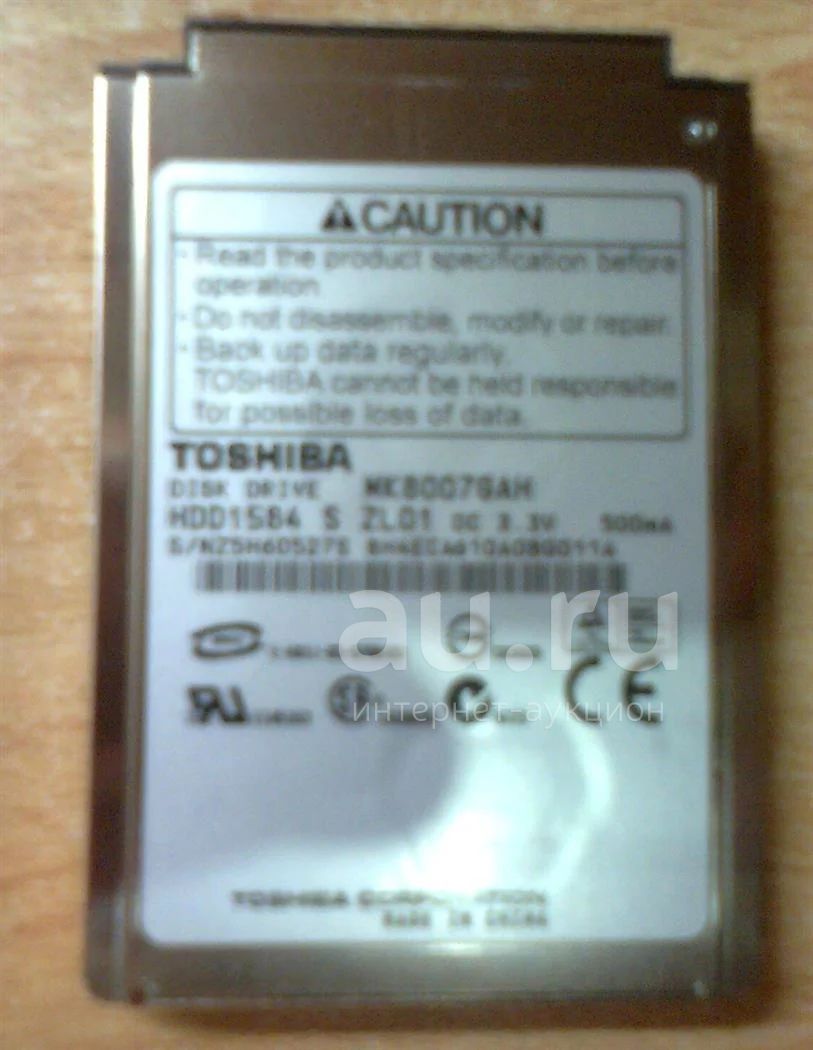 CAUTION
· Read the product specification before
operation.
· Do not disassemble, modify or repair.
· Back up data regularly.
TOSHIBA cannot be held responsible
for possible loss of data.
TOSHIBA
DISK DRIVE MK8007GAH
HDD1584 S ZL01 DC 3.3V 500mA
au.ru
CE
интернет-аукцион
TOSHIBA CORPORATION
MADE IN CHINA